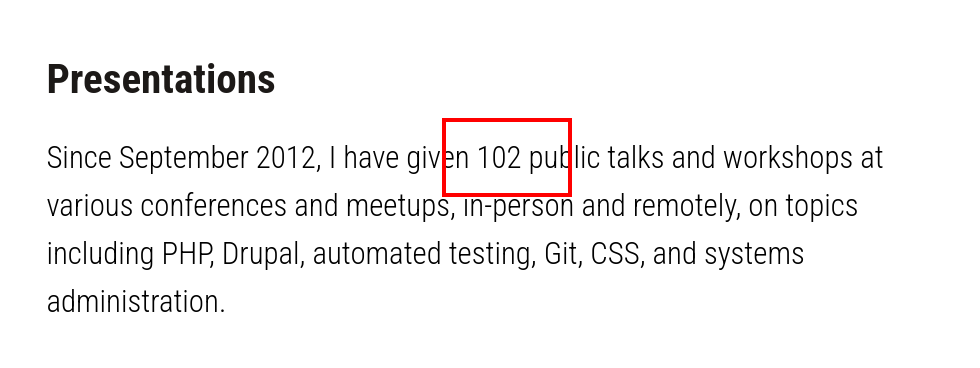 Presentations
Since September 2012, I have given 102 public talks and workshops at
various conferences and meetups, in-person and remotely, on topics
including PHP, Drupal, automated testing, Git, CSS, and systems
administration.